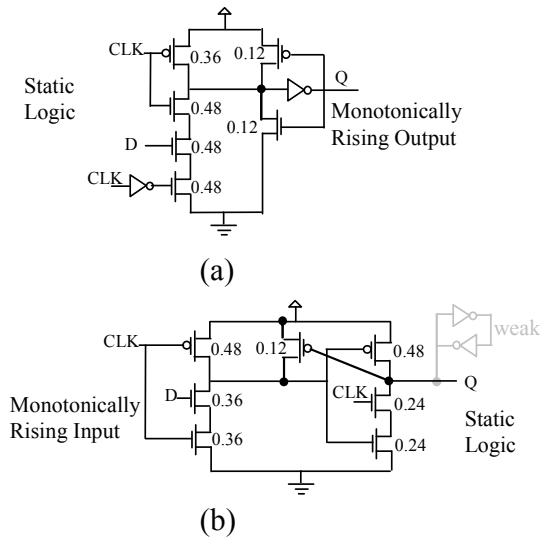 CLK
0.36
0.12
Static
Logic
0.48
Q
Monotonically
Rising Output
0.12
D
0.48
CLK
0.48
(a)
CLK
0.48
0.12
0.48
weak
Q
D
0.36
CLK
0.24
Monotonically
Rising Input
0.36
0.24
Static
Logic
(b)